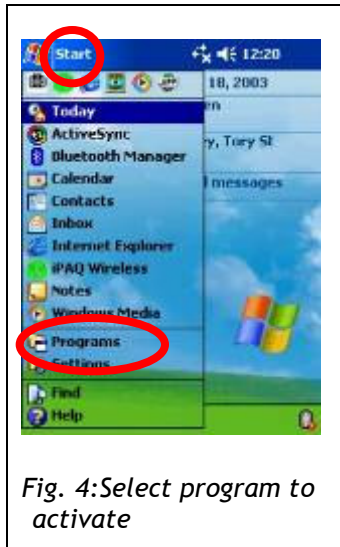 Start 12:20
18, 2003
Today en
ActiveSync
Bluetooth Manager y, Tory St
Calendar
Contacts messages
Inbox
Internet Explorer
iPAQ Wireless
Notes
Windows Media
Programs
Settings
Find
Help
Fig. 4:Select program to
activate